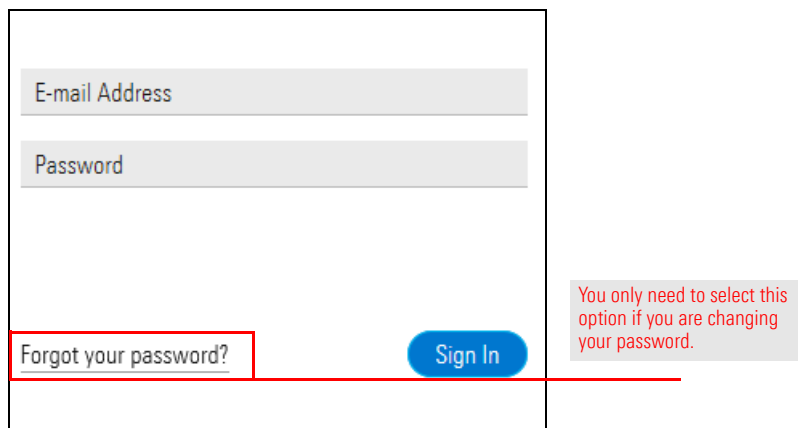 E-mail Address
Password
Forgot your password?
Sign In
You only need to select this
option if you are changing
your password.